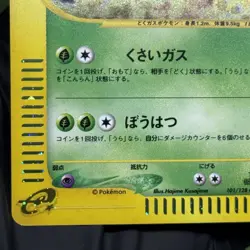 どくガスポケモン 身長1.2m 体重9.5kg
くさいガス
コインを1回投げ、「おもて」なら、相手を「どく」状態にする。「うら」なら、
を「こんらん」状態にする。
ぼうはつ
コインを1回投げ、「うら」なら、自分にダメージカウンターを6個のせる
弱点 抵抗力 にげる
© Pokémon Illus. Hajime Kusajima